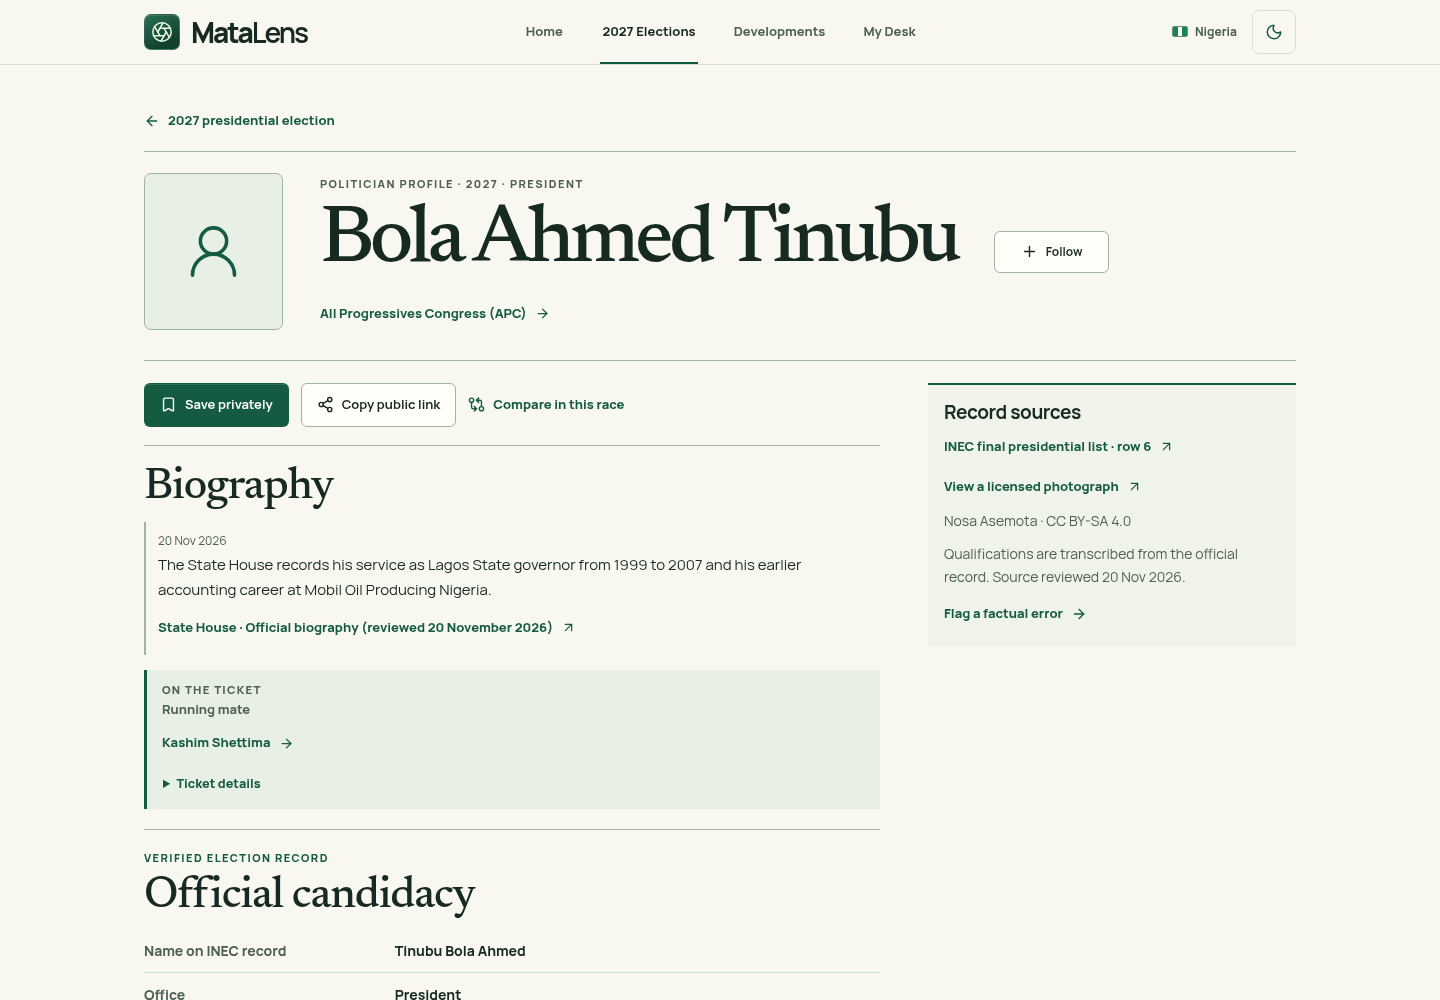 MataLens
Home
2027 Elections
Developments
My Desk
Nigeria
2027 presidential election
POLITICIAN PROFILE · 2027 · PRESIDENT
Bola Ahmed Tinubu
Follow
All Progressives Congress (APC)
Save privately
Copy public link
Compare in this race
Biography
20 Nov 2026
The State House records his service as Lagos State governor from 1999 to 2007 and his earlier
accounting career at Mobil Oil Producing Nigeria.
State House · Official biography (reviewed 20 November 2026)
ON THE TICKET
Running mate
Kashim Shettima
Ticket details
VERIFIED ELECTION RECORD
Official candidacy
Name on INEC record
Tinubu Bola Ahmed
Office
President
Record sources
INEC final presidential list · row 6
View a licensed photograph
Nosa Asemota · CC BY-SA 4.0
Qualifications are transcribed from the official
record. Source reviewed 20 Nov 2026.
Flag a factual error